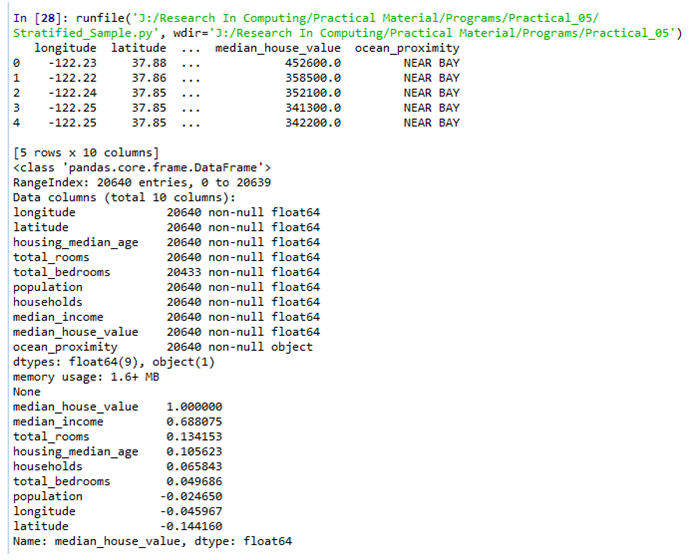 In [28]: runfile('J:/Research In Computing/Practical Material/Programs/Practical_05/
Stratified_Sample.py', wdir='J:/Research In Computing/Practical Material/Programs/Practical_05')
   longitude  latitude  ...  median_house_value  ocean_proximity
0    -122.23     37.88  ...            452600.0         NEAR BAY
1    -122.22     37.86  ...            358500.0         NEAR BAY
2    -122.24     37.85  ...            352100.0         NEAR BAY
3    -122.25     37.85  ...            341300.0         NEAR BAY
4    -122.25     37.85  ...            342200.0         NEAR BAY
[5 rows x 10 columns]
<class 'pandas.core.frame.DataFrame'>
RangeIndex: 20640 entries, 0 to 20639
Data columns (total 10 columns):
longitude             20640 non-null float64
latitude              20640 non-null float64
housing_median_age    20640 non-null float64
total_rooms           20640 non-null float64
total_bedrooms        20433 non-null float64
population            20640 non-null float64
households            20640 non-null float64
median_income         20640 non-null float64
median_house_value    20640 non-null float64
ocean_proximity       20640 non-null object
dtypes: float64(9), object(1)
memory usage: 1.6+ MB
None
median_house_value    1.000000
median_income         0.688075
total_rooms           0.134153
housing_median_age    0.105623
households            0.065843
total_bedrooms        0.049686
population           -0.024650
longitude            -0.045967
latitude             -0.144160
Name: median_house_value, dtype: float64